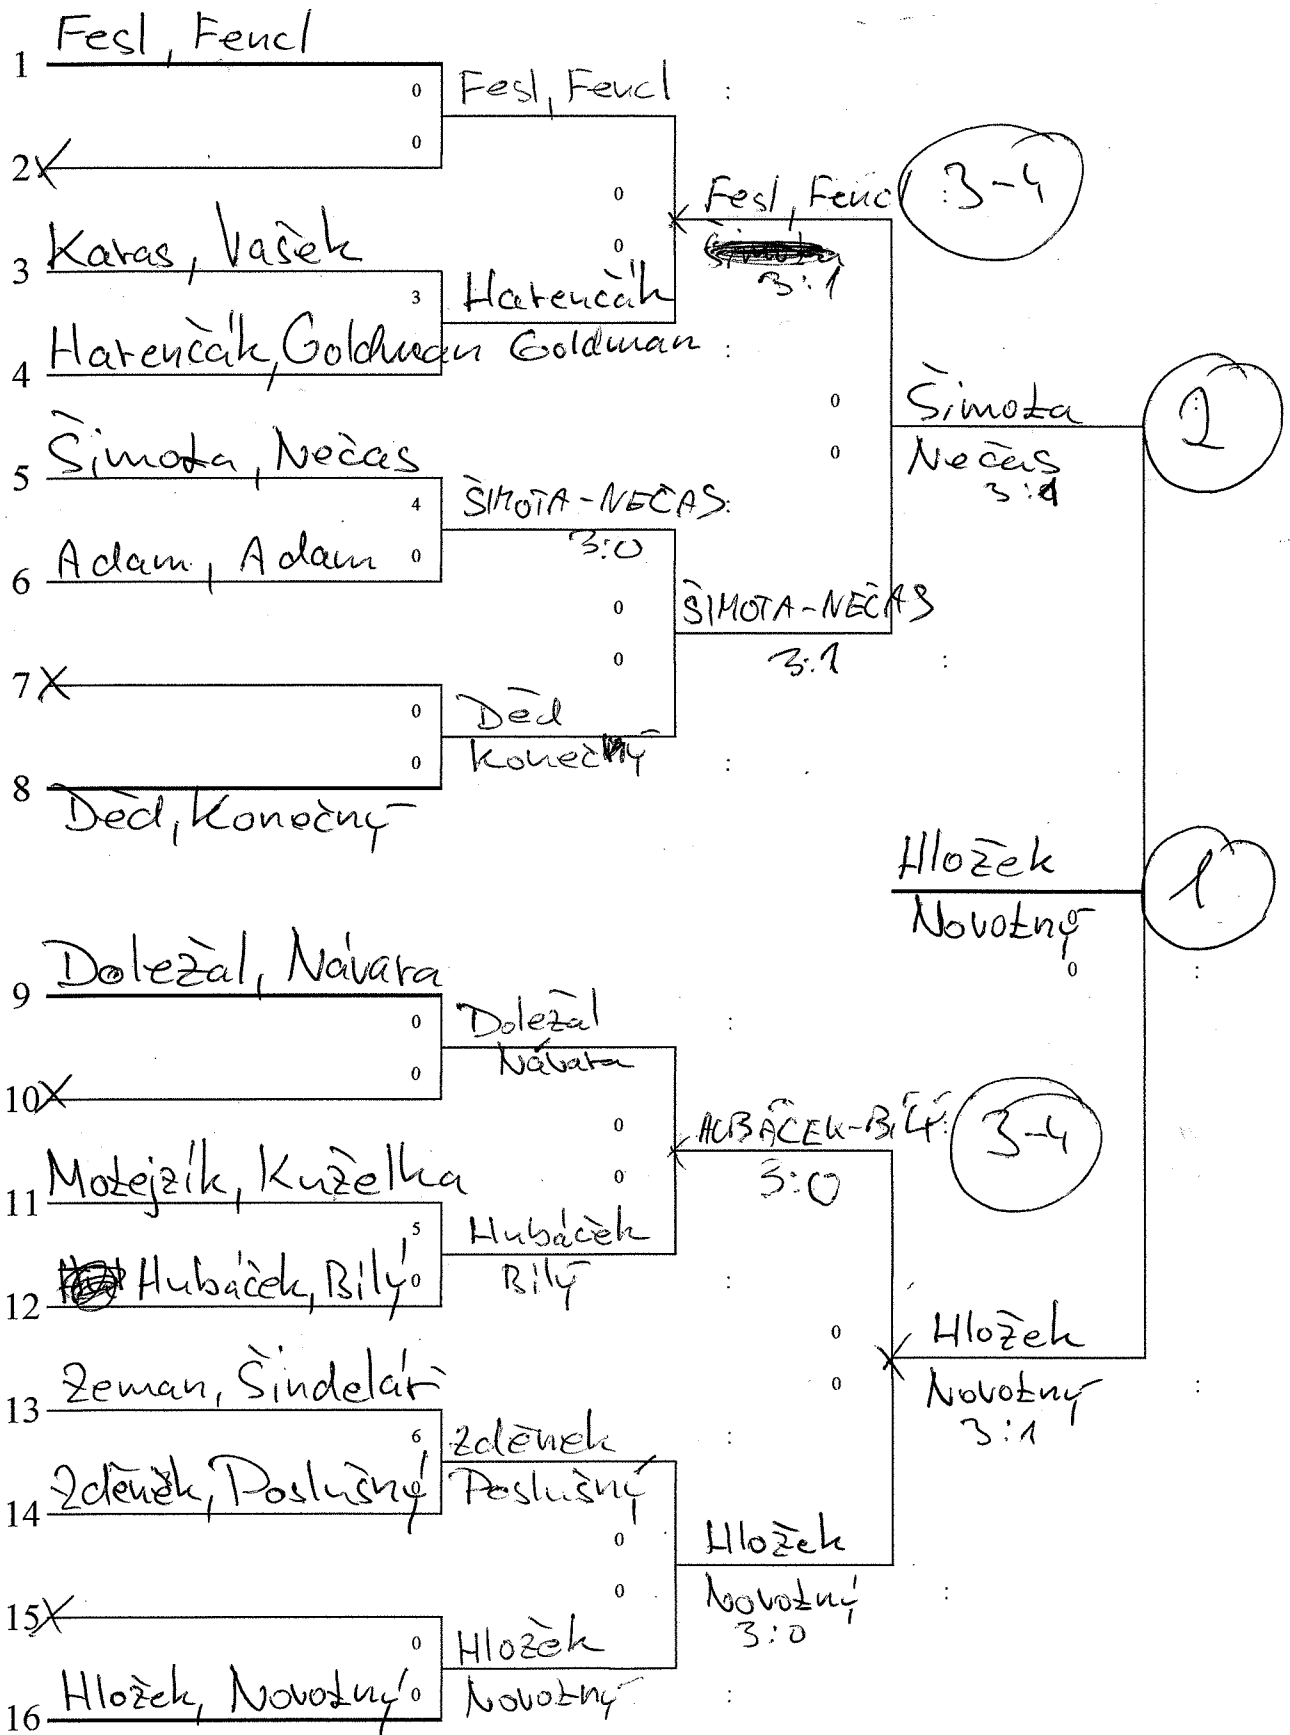 Fesl, Fencl
1
0
Fesl, Fencl :
0
2 X
0
Fesl, Fencl : 3-4
Karas, Vašek
0
3:1
3
3
Harenčák
Harenčák, Goldman Goldman :
4
0
Šimota
2
Šimota, Nečas
0
Nečas
5
3:1
4
ŠIMOTA-NEČAS :
Adam, Adam 0
3:0
6
0
ŠIMOTA-NEČAS
0
3:1 :
7 X
0
Děd
0
Konečný :
8
Děd, Konečný
Hložek
1
Novotný 0
Doležal, Návara
0 :
9
0
Doležal :
0
Návara
10 X
0
HUBÁČEK-BÍLÝ : 3-4
Motejzík, Kuželka
0
3:0
11
5
Hubáček
Hubáček, Bílý 0
Bílý :
12
0
Hložek
Zeman, Šindelář
0
Novotný :
13
3:1
6
Zděnek :
Zděněk, Poslušný
Poslušný
14
0
Hložek
0
Novotný :
15 X
3:0
0
Hložek
Hložek, Novotný 0
Novotný :
16